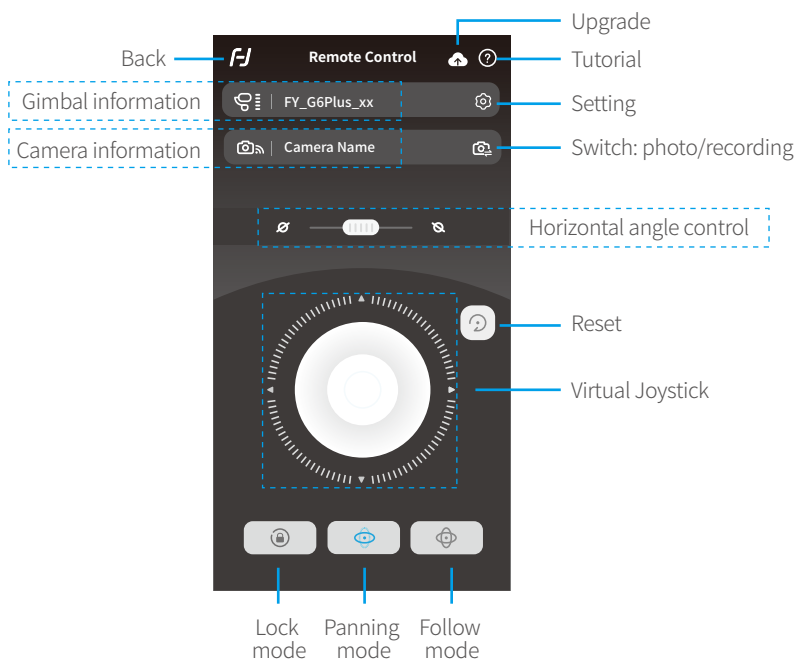 Upgrade
Back
Remote Control
Tutorial
Gimbal information
FY_G6Plus_xx
Setting
Camera information
Camera Name
Switch: photo/recording
Horizontal angle control
Reset
Virtual Joystick
Lock
mode
Panning
mode
Follow
mode